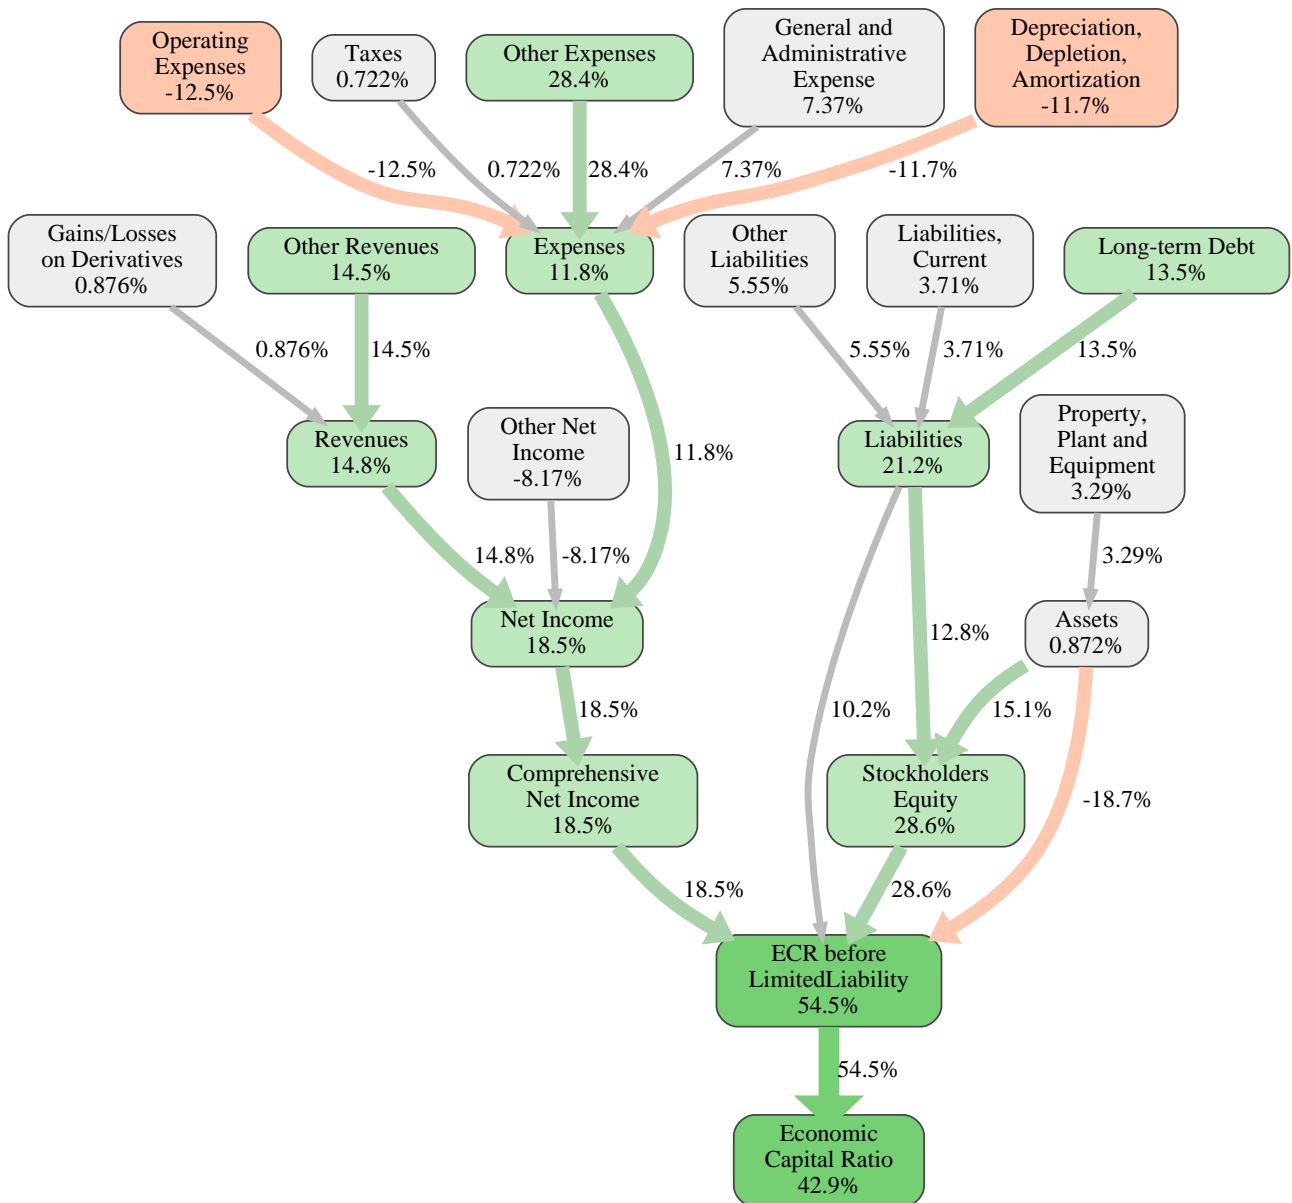 Operating
Expenses
-12.5%
Taxes
0.722%
Other Expenses
28.4%
General and
Administrative
Expense
7.37%
Depreciation,
Depletion,
Amortization
-11.7%
-12.5%
0.722%
28.4%
7.37%
-11.7%
Gains/Losses
on Derivatives
0.876%
Other Revenues
14.5%
Expenses
11.8%
Other
Liabilities
5.55%
Liabilities,
Current
3.71%
Long-term Debt
13.5%
0.876%
14.5%
5.55%
3.71%
13.5%
Revenues
14.8%
Other Net
Income
-8.17%
11.8%
Liabilities
21.2%
Property,
Plant and
Equipment
3.29%
14.8%
-8.17%
3.29%
Net Income
18.5%
12.8%
Assets
0.872%
18.5%
10.2%
15.1%
Comprehensive
Net Income
18.5%
Stockholders
Equity
28.6%
-18.7%
18.5%
28.6%
ECR before
LimitedLiability
54.5%
54.5%
Economic
Capital Ratio
42.9%